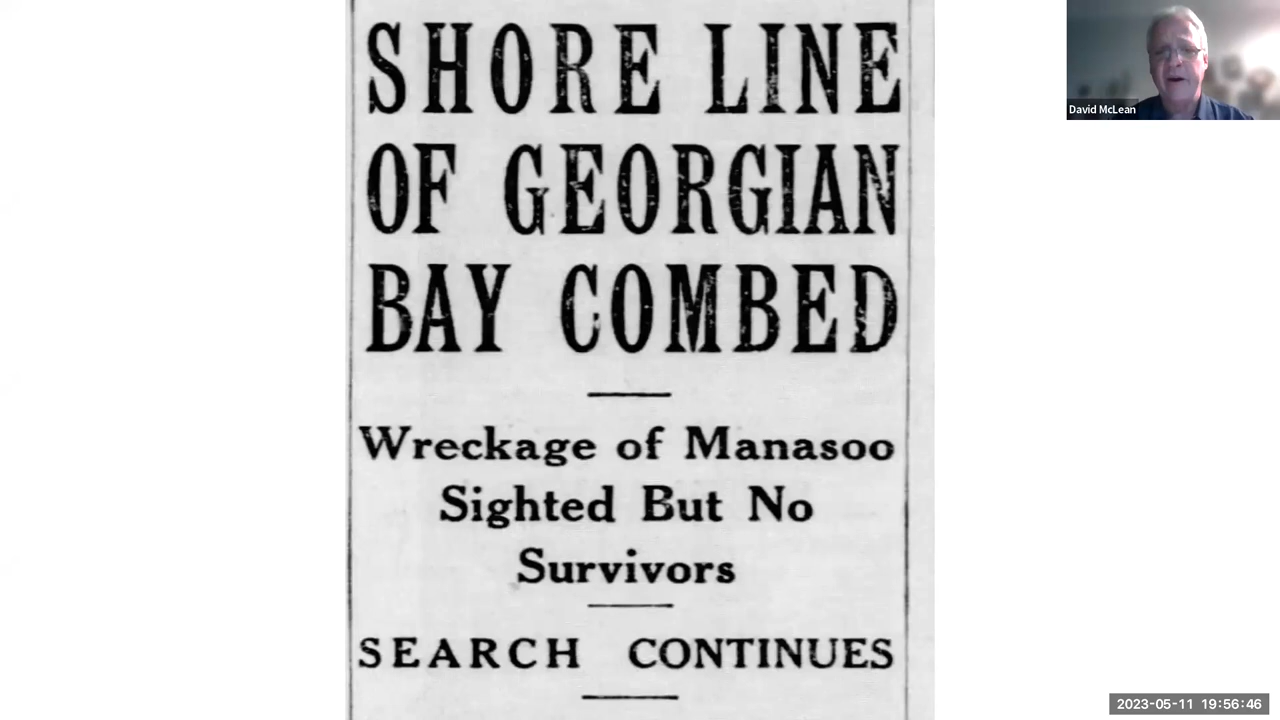 SHORE LINE
OF GEORGIAN
BAY COMBED
Wreckage of Manasoo
Sighted But No
Survivors
SEARCH CONTINUES
David McLean
2023-05-11 19:56:46